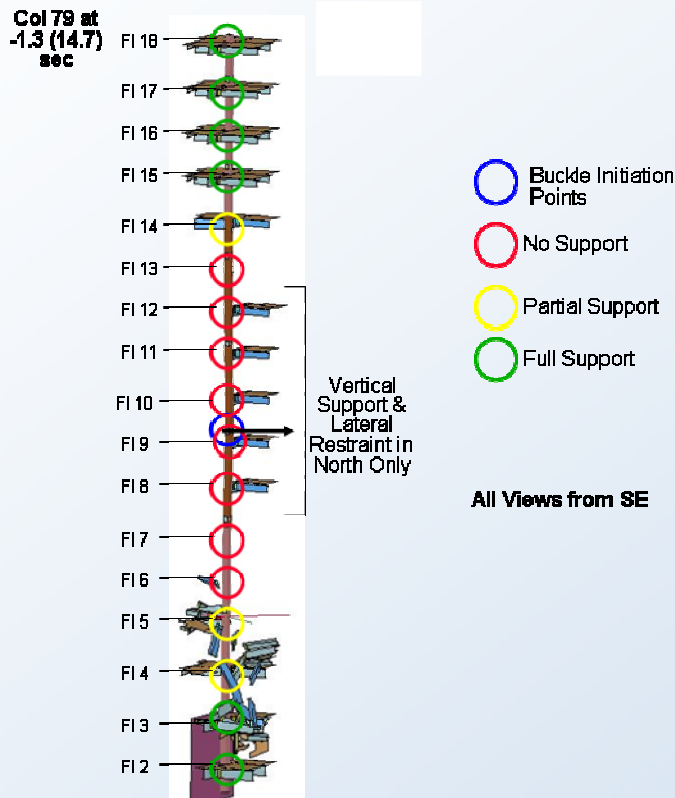 Col 79 at
-1.3 (14.7)
sec
Fl 18
Fl 17
Fl 16
Fl 15
Fl 14
Fl 13
Fl 12
Fl 11
Fl 10
Fl 9
Fl 8
Fl 7
Fl 6
Fl 5
Fl 4
Fl 3
Fl 2
Vertical
Support &
Lateral
Restraint in
North Only
Buckle Initiation
Points
No Support
Partial Support
Full Support
All Views from SE